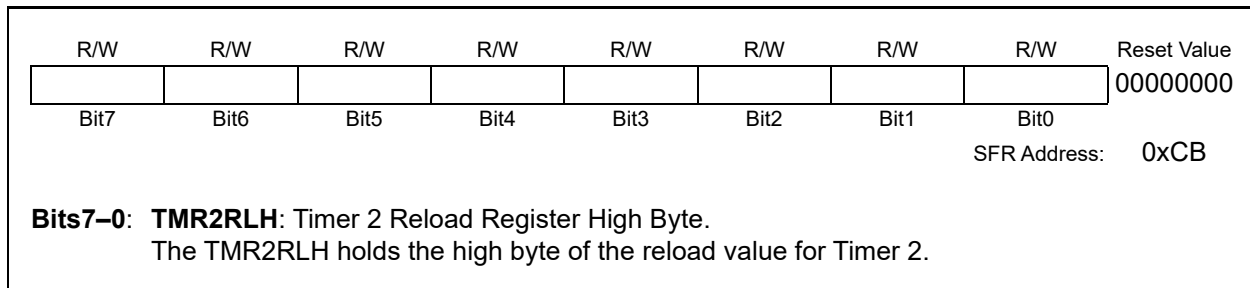 R/W R/W R/W R/W R/W R/W R/W R/W Reset Value
00000000
Bit7 Bit6 Bit5 Bit4 Bit3 Bit2 Bit1 Bit0
SFR Address: 0xCB
Bits7–0: TMR2RLH: Timer 2 Reload Register High Byte.
The TMR2RLH holds the high byte of the reload value for Timer 2.